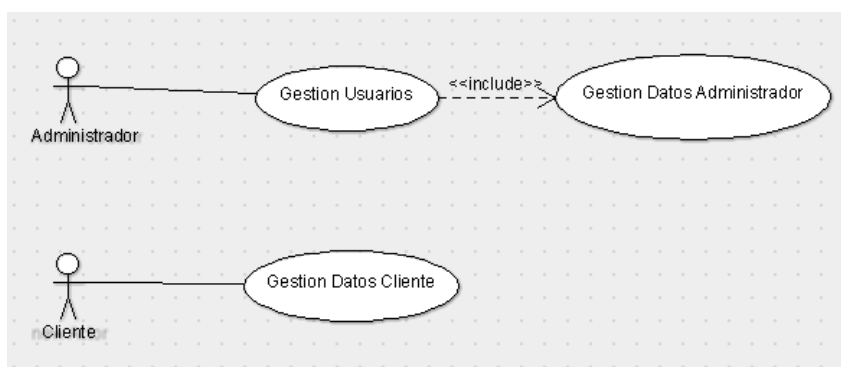 Gestion Usuarios
<<include>>
Gestion Datos Administrador
Administrador
Gestion Datos Cliente
Cliente